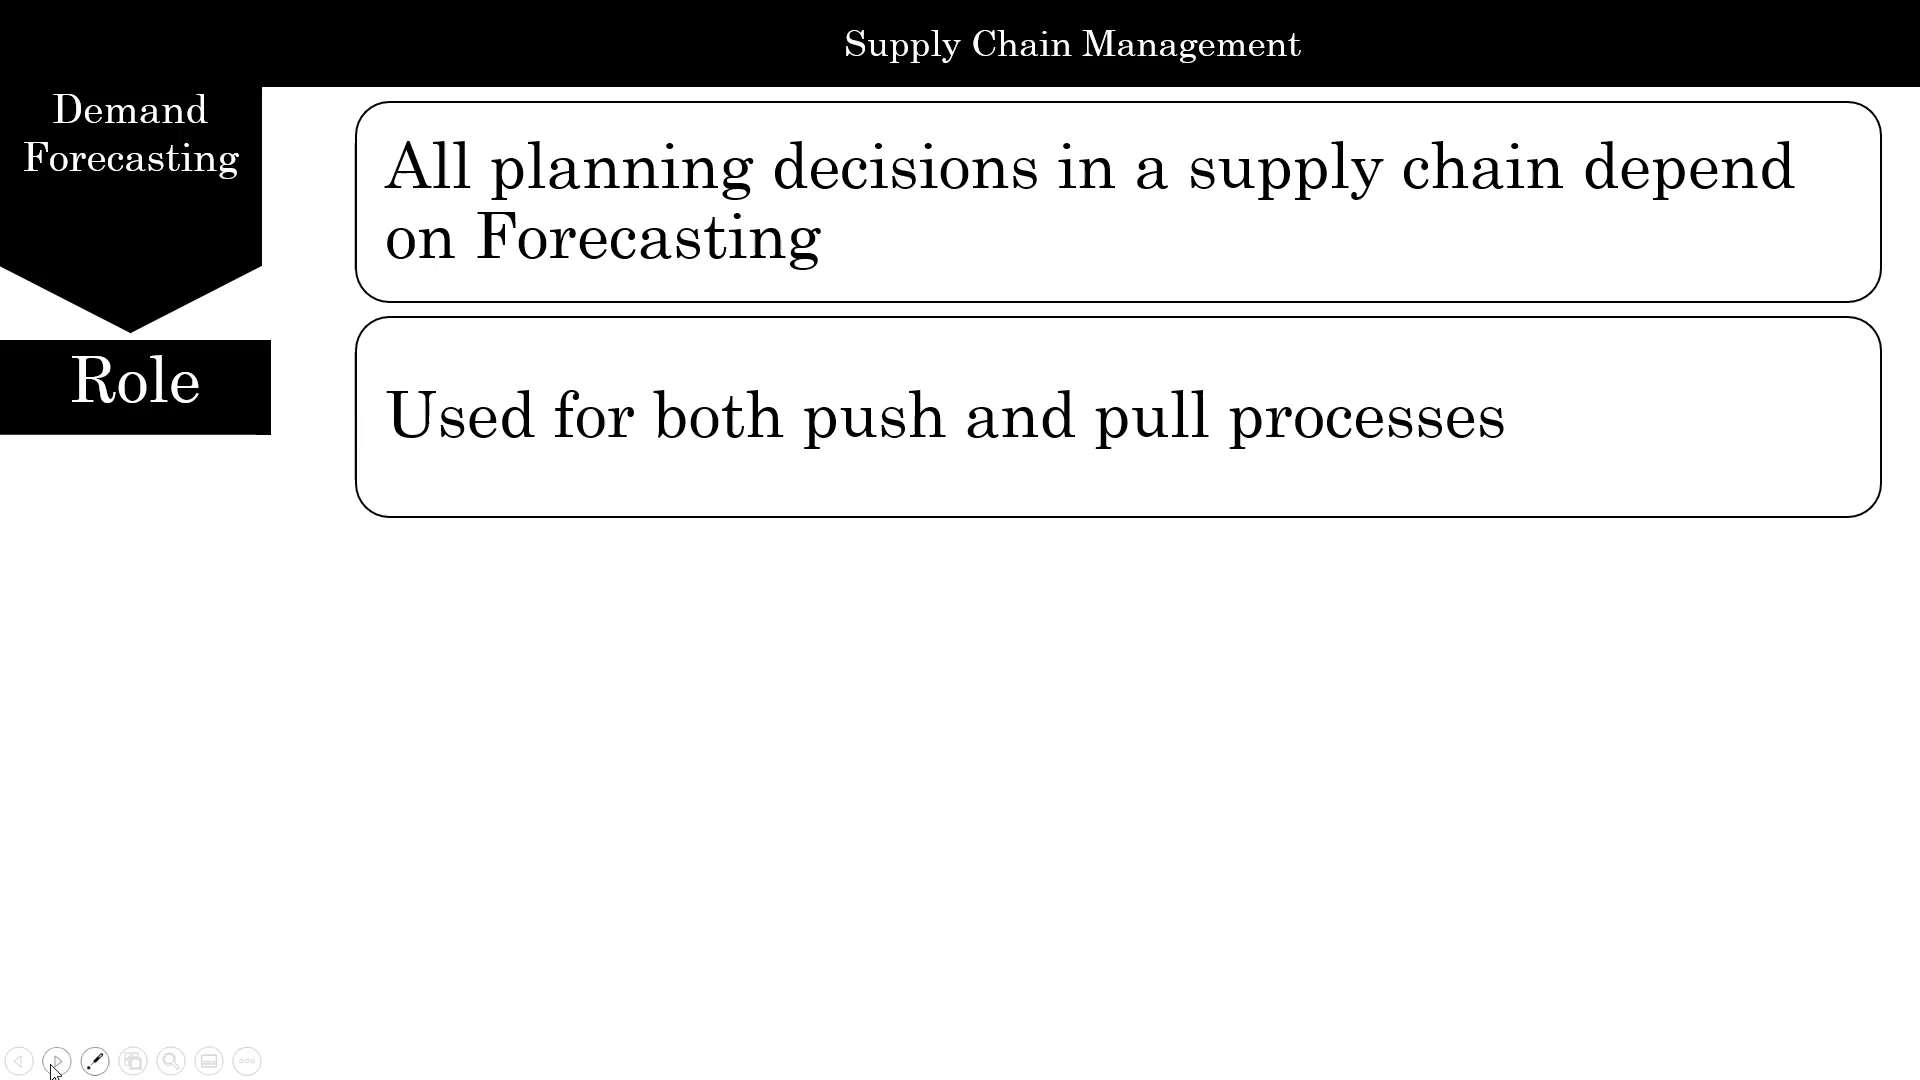 Supply Chain Management
Demand
Forecasting
Role
All planning decisions in a supply chain depend
on Forecasting
Used for both push and pull processes